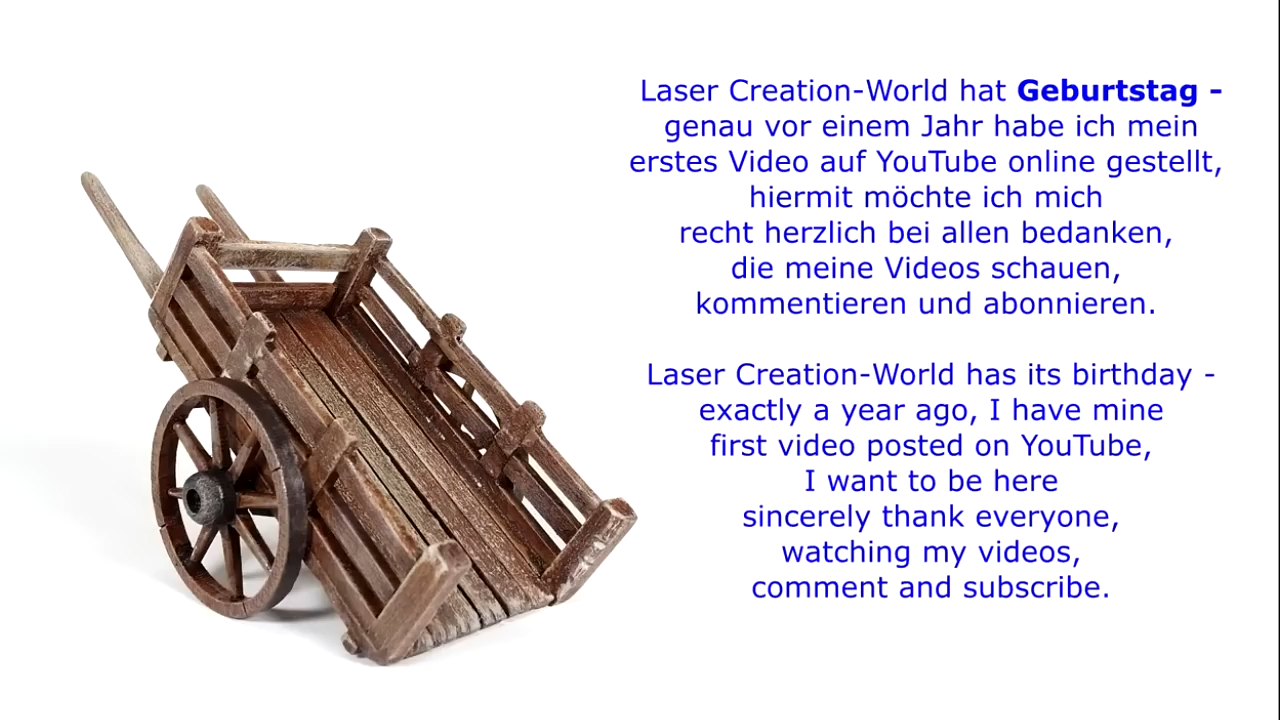 Laser Creation-World hat Geburtstag -
genau vor einem Jahr habe ich mein
erstes Video auf YouTube online gestellt,
hiermit möchte ich mich
recht herzlich bei allen bedanken,
die meine Videos schauen,
kommentieren und abonnieren.
Laser Creation-World has its birthday -
exactly a year ago, I have mine
first video posted on YouTube,
I want to be here
sincerely thank everyone,
watching my videos,
comment and subscribe.